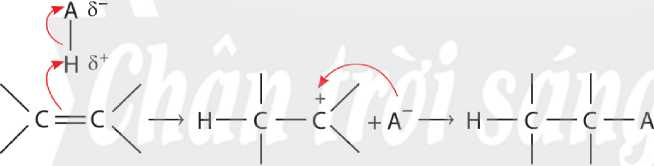 A δ−
H δ+
C = C → H — C — C + + A− → H — C — C — A
Chân trời sáng